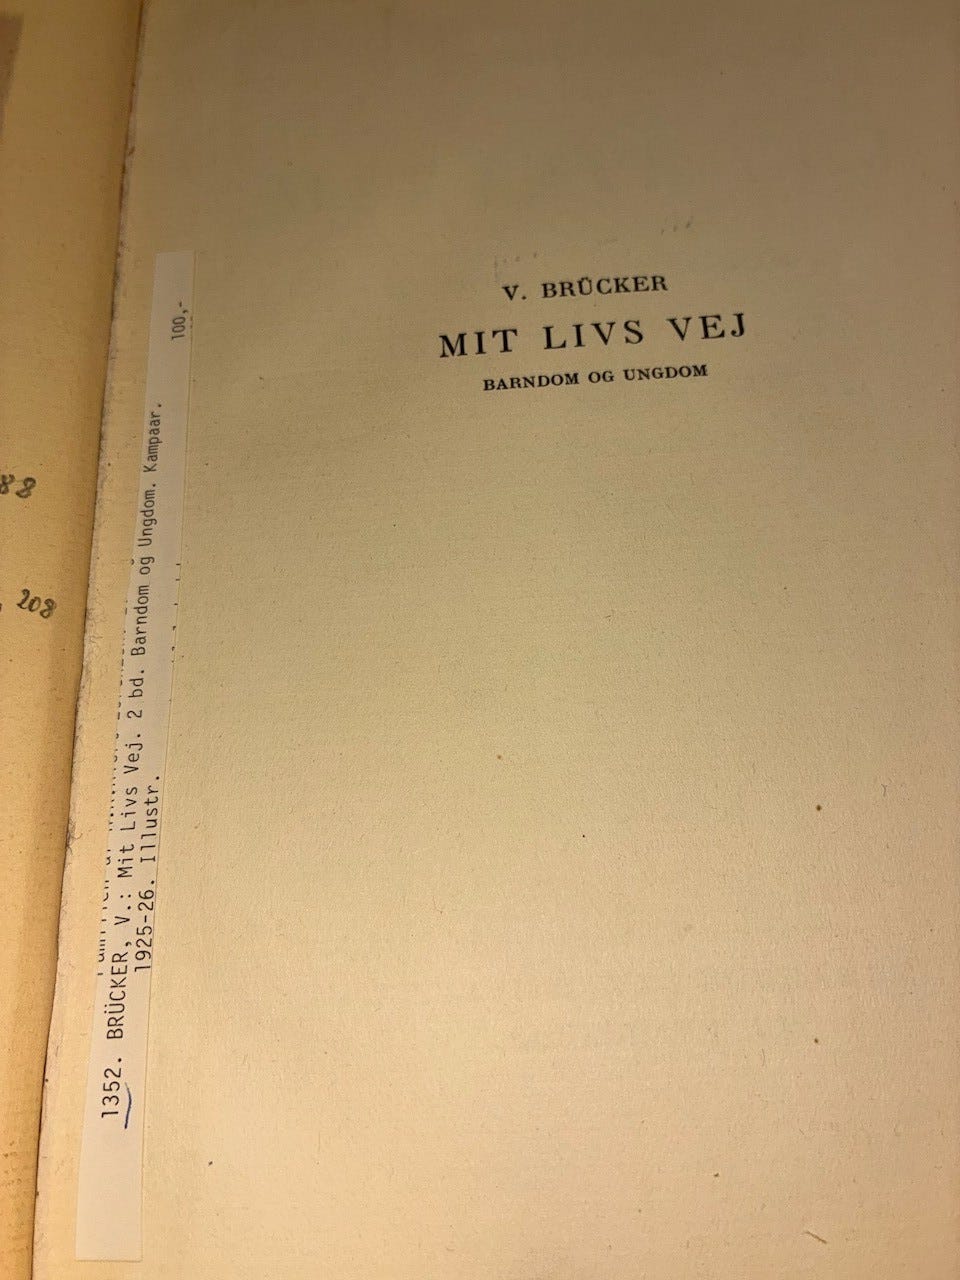 V. BRÜCKER
MIT LIVS VEJ
BARNDOM OG UNGDOM
1352. BRÜCKER, V.: Mit Livs Vej. 2 bd. Barndom og Ungdom. Kampaar.
1925-26. Illustr.
100,-
88
208